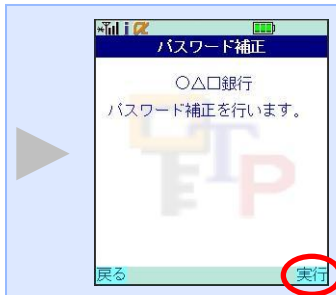 i α
パスワード補正
○△□銀行
パスワード補正を行います。
OTP
戻る
実行